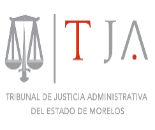 TJA
TRIBUNAL DE JUSTICIA ADMINISTRATIVA
DEL ESTADO DE MORELOS